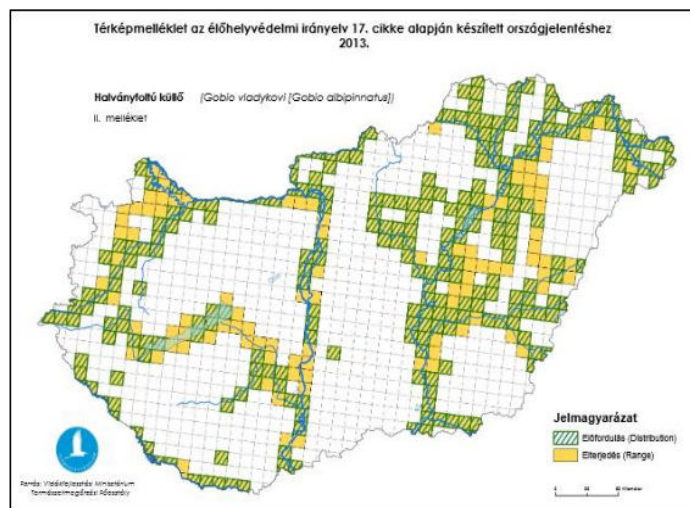 Térképmelléklet az élőhelyvédelmi irányelv 17. cikke alapján készített országjelentéshez
2013.
Halványfoltú küllő (Gobio vladykovi [Gobio albipinnatus])
II. melléklet
Jelmagyarázat
Előfordulás (Distribution)
Elterjedés (Range)
Forrás: Vidékfejlesztési Minisztérium
Természetmegőrzési Főosztály